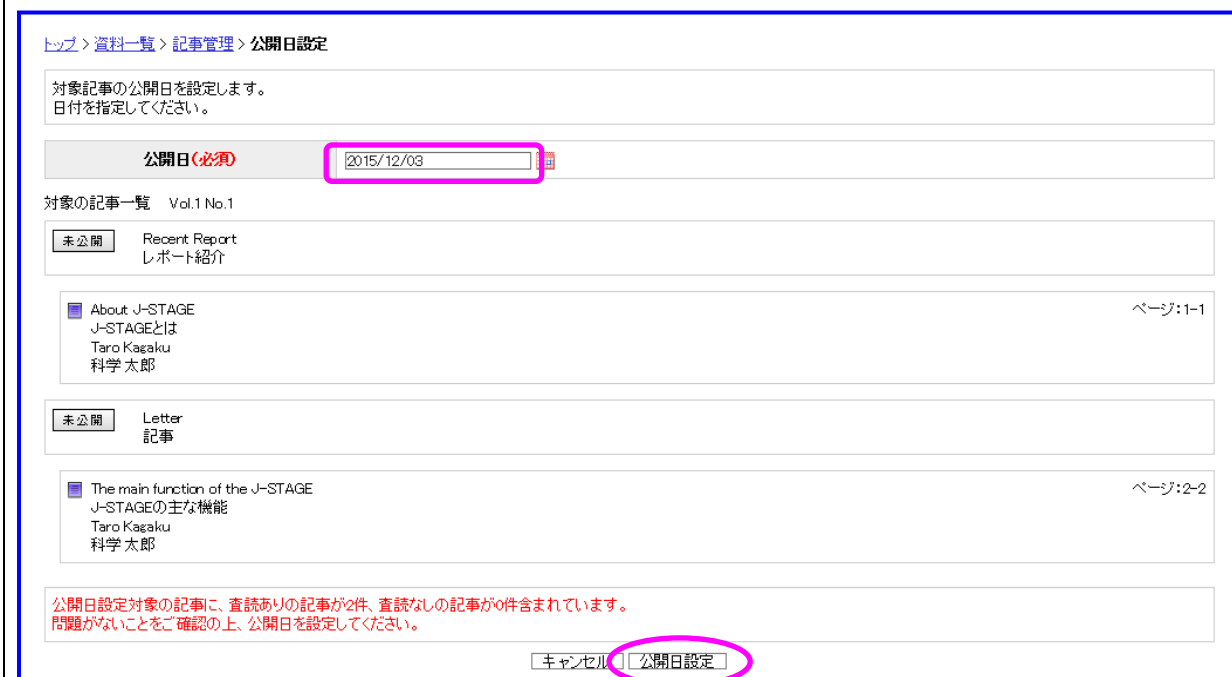 トップ > 資料一覧 > 記事管理 > 公開日設定
対象記事の公開日を設定します。
日付を指定してください。
公開日(必須) 2015/12/03
対象の記事一覧 Vol.1 No.1
未公開 Recent Report
レポート紹介
About J-STAGE ページ:1-1
J-STAGEとは
Taro Kagaku
科学 太郎
未公開 Letter
記事
The main function of the J-STAGE ページ:2-2
J-STAGEの主な機能
Taro Kagaku
科学 太郎
公開日設定対象の記事に、査読ありの記事が2件、査読なしの記事が0件含まれています。
問題がないことをご確認の上、公開日を設定してください。
キャンセル 公開日設定